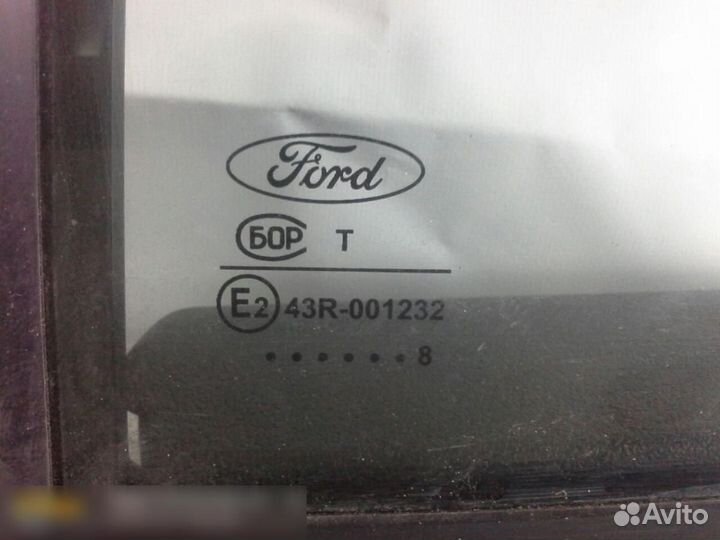 Ford
БОР T
E2 43R-001232
• • • • • • 8
Avito